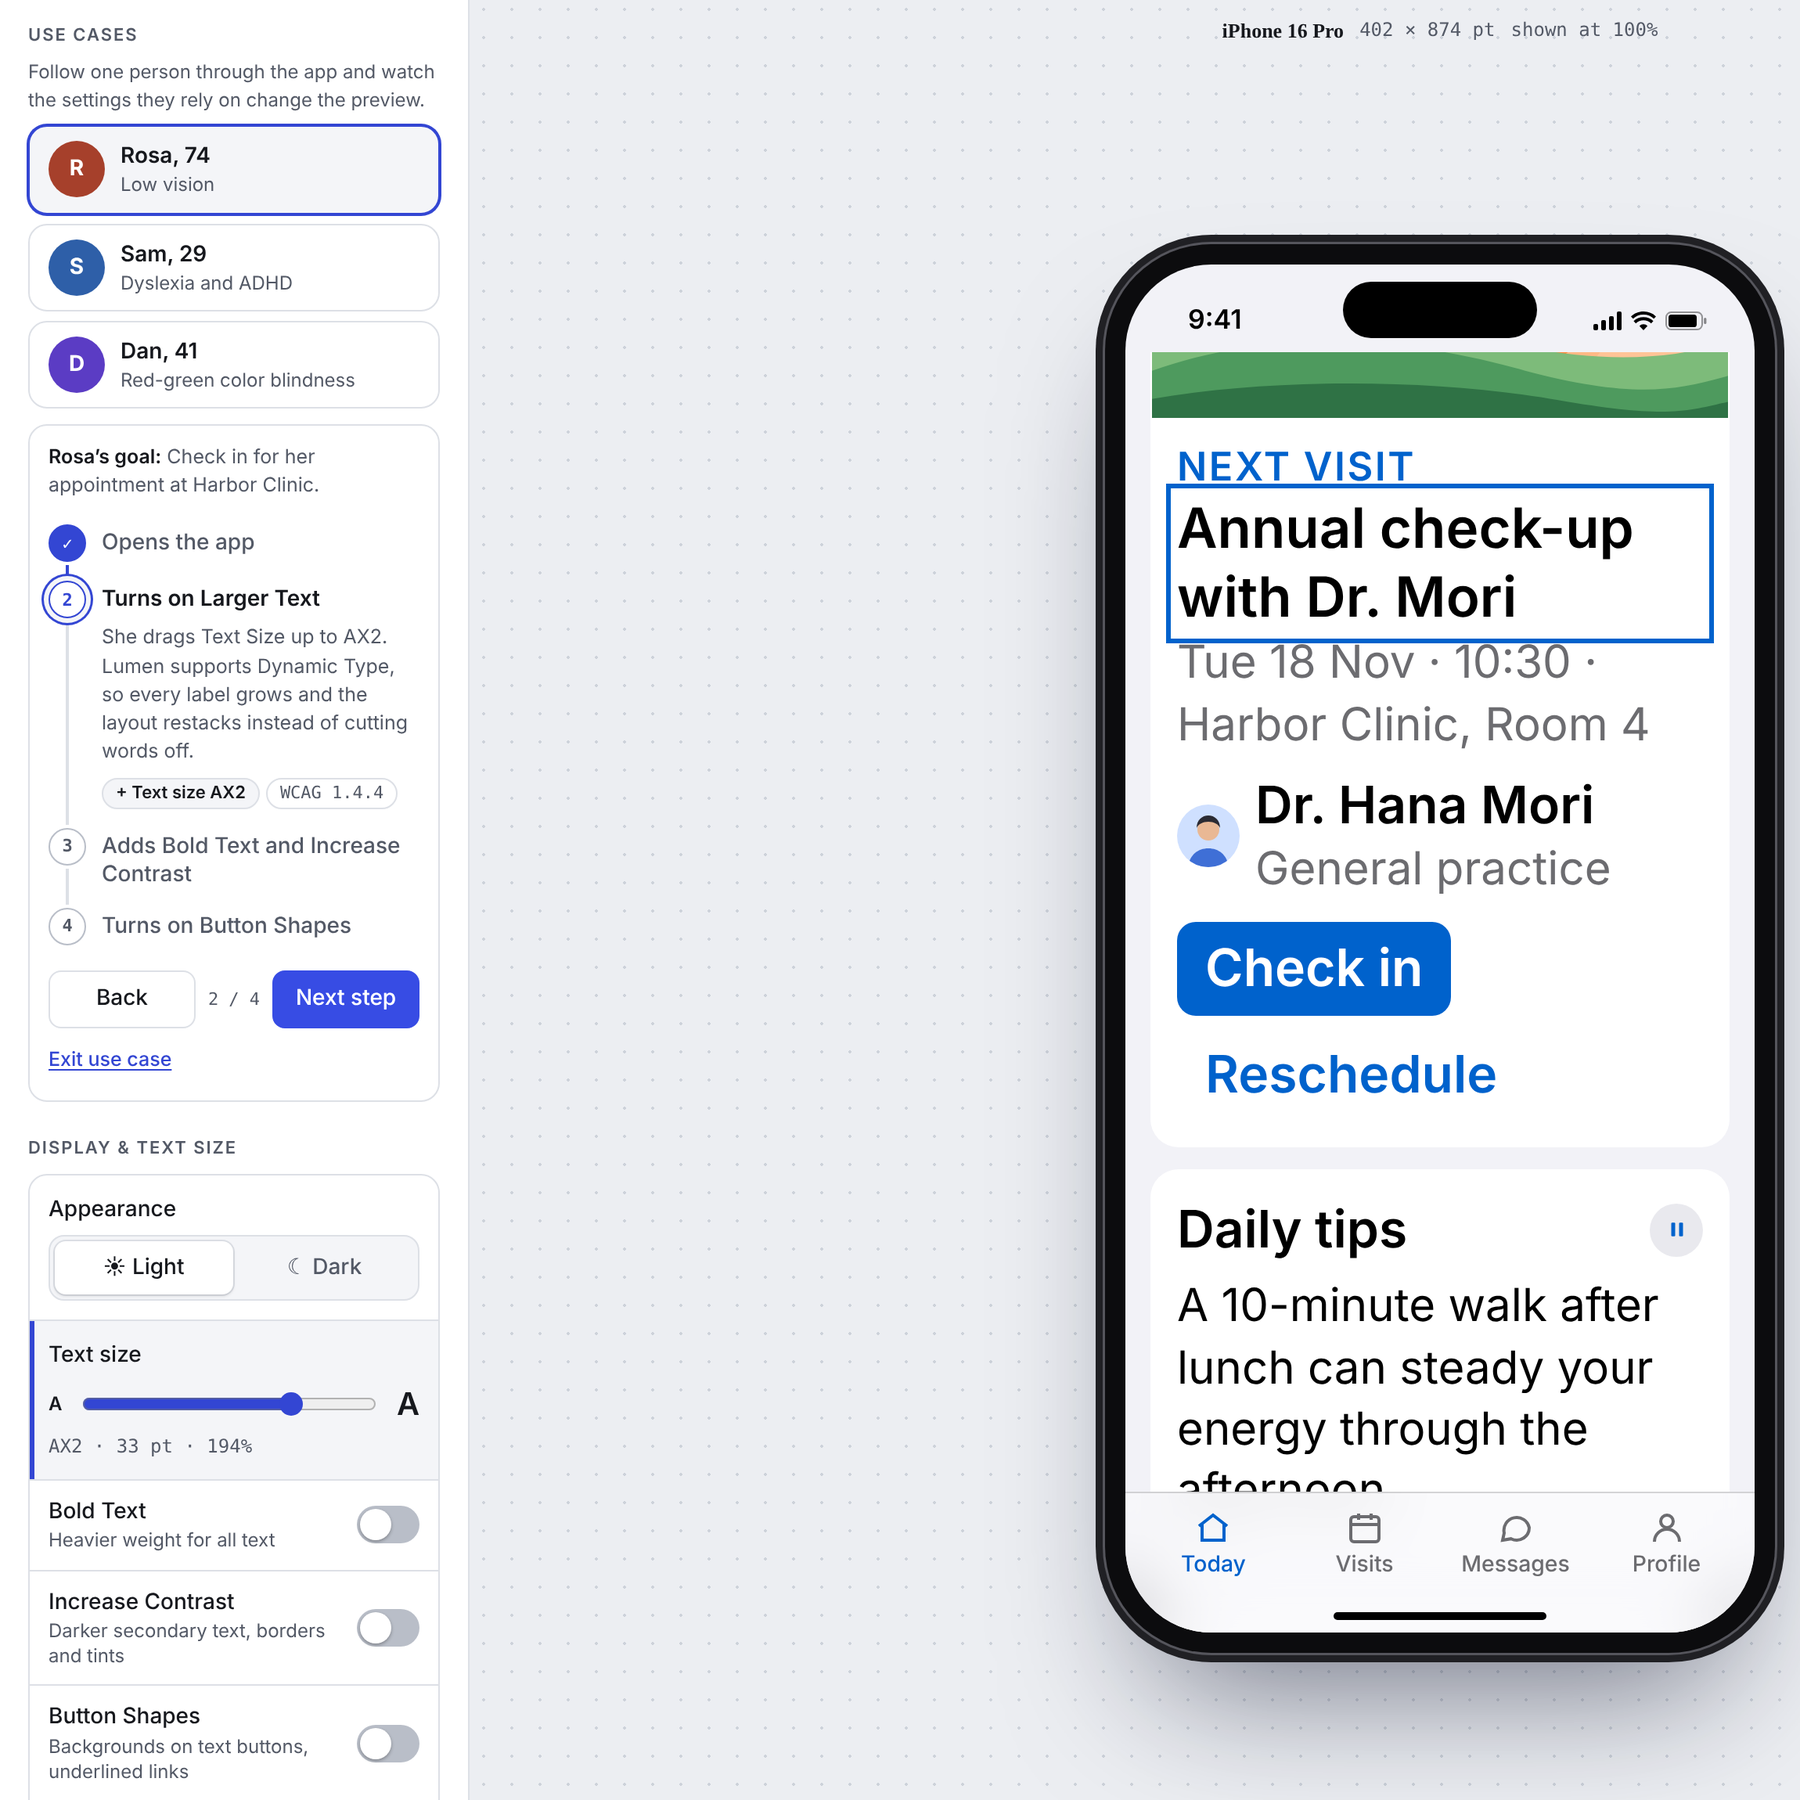 USE CASES
Follow one person through the app and watch
the settings they rely on change the preview.
R
Rosa, 74
Low vision
S
Sam, 29
Dyslexia and ADHD
D
Dan, 41
Red-green color blindness
Rosa’s goal: Check in for her
appointment at Harbor Clinic.
✓ Opens the app
2 Turns on Larger Text
She drags Text Size up to AX2.
Lumen supports Dynamic Type,
so every label grows and the
layout restacks instead of cutting
words off.
+ Text size AX2 WCAG 1.4.4
3 Adds Bold Text and Increase
Contrast
4 Turns on Button Shapes
Back 2 / 4 Next step
Exit use case
DISPLAY & TEXT SIZE
Appearance
☀ Light ☾ Dark
Text size
A A
AX2 · 33 pt · 194%
Bold Text
Heavier weight for all text
Increase Contrast
Darker secondary text, borders
and tints
Button Shapes
Backgrounds on text buttons,
underlined links
iPhone 16 Pro 402 × 874 pt shown at 100%
9:41
NEXT VISIT
Annual check-up
with Dr. Mori
Tue 18 Nov · 10:30 ·
Harbor Clinic, Room 4
Dr. Hana Mori
General practice
Check in
Reschedule
Daily tips
A 10-minute walk after
lunch can steady your
energy through the
afternoon
Today Visits Messages Profile